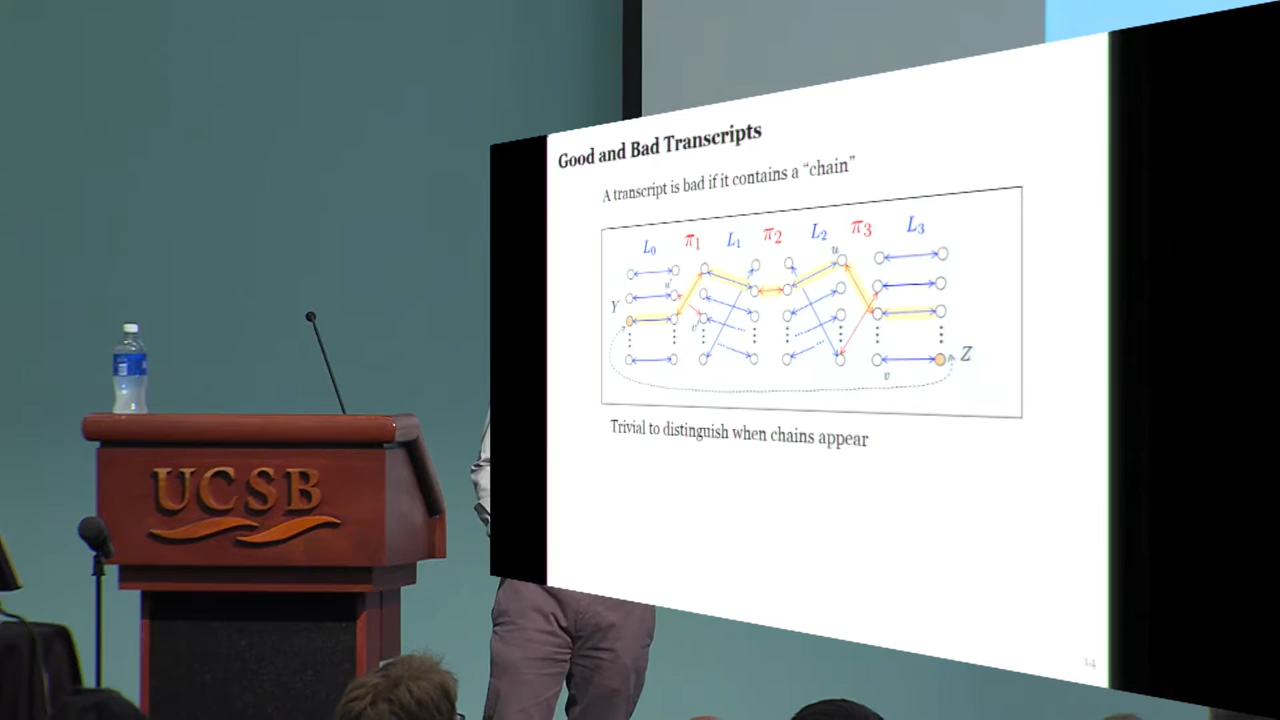 Good and Bad Transcripts
A transcript is bad if it contains a “chain”
L₀ π₁ L₁ π₂ L₂ π₃ L₃
u
u'
Y
v'
Z
v
Trivial to distinguish when chains appear
14
UCSB